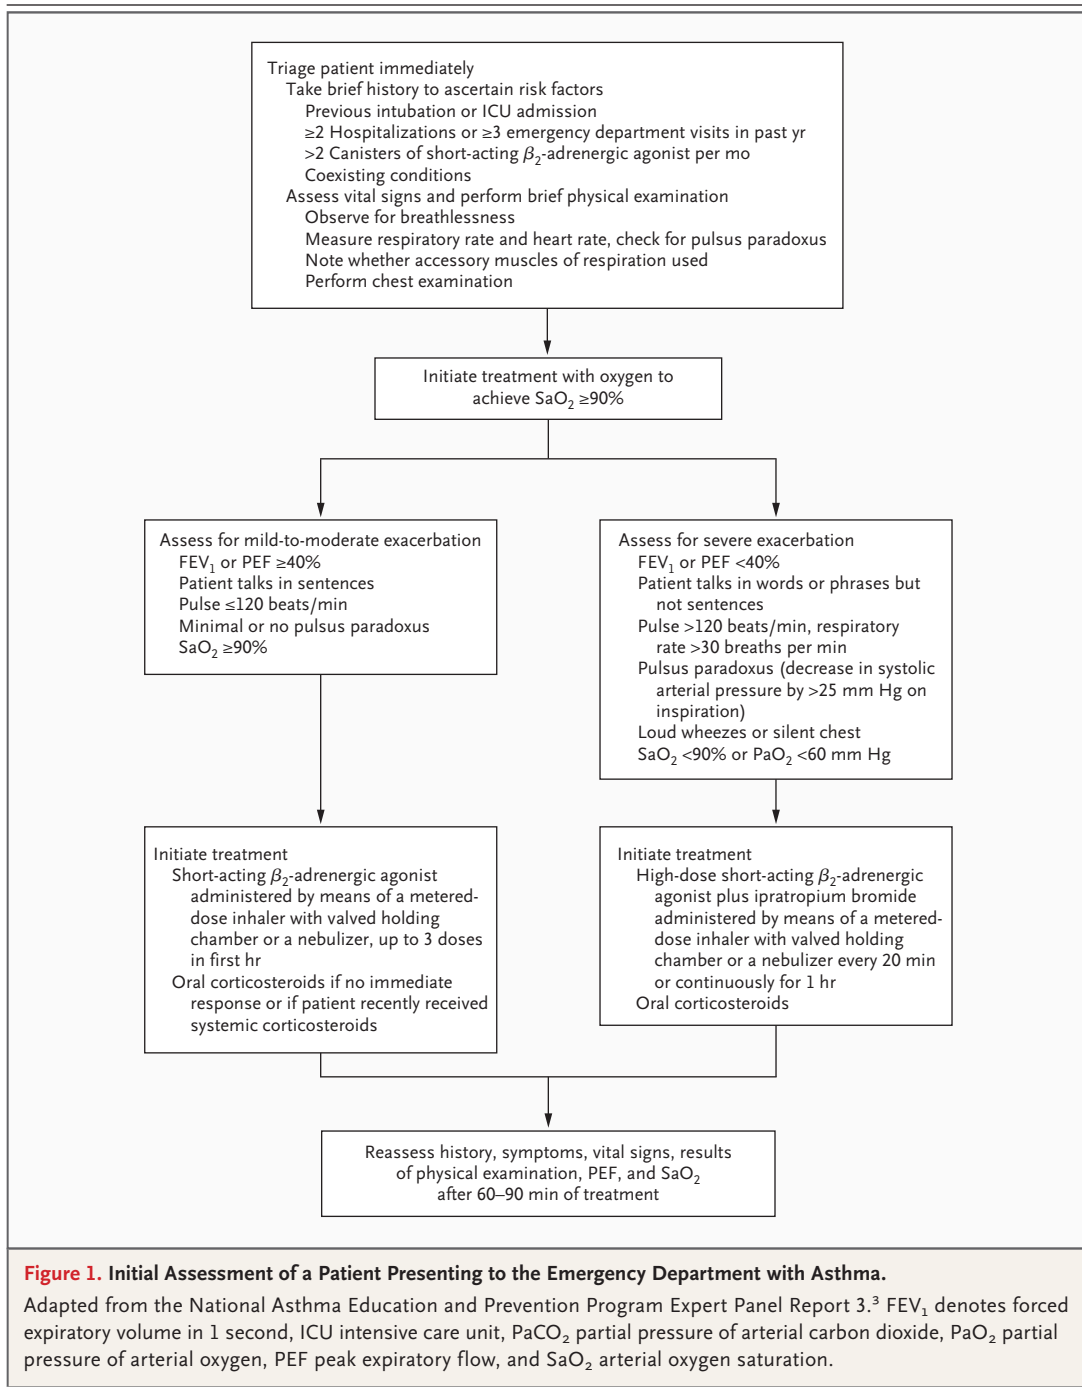 Triage patient immediately
Take brief history to ascertain risk factors
Previous intubation or ICU admission
≥2 Hospitalizations or ≥3 emergency department visits in past yr
>2 Canisters of short-acting β₂-adrenergic agonist per mo
Coexisting conditions
Assess vital signs and perform brief physical examination
Observe for breathlessness
Measure respiratory rate and heart rate, check for pulsus paradoxus
Note whether accessory muscles of respiration used
Perform chest examination
Initiate treatment with oxygen to
achieve SaO₂ ≥90%
Assess for mild-to-moderate exacerbation
FEV₁ or PEF ≥40%
Patient talks in sentences
Pulse ≤120 beats/min
Minimal or no pulsus paradoxus
SaO₂ ≥90%
Assess for severe exacerbation
FEV₁ or PEF <40%
Patient talks in words or phrases but
not sentences
Pulse >120 beats/min, respiratory
rate >30 breaths per min
Pulsus paradoxus (decrease in systolic
arterial pressure by >25 mm Hg on
inspiration)
Loud wheezes or silent chest
SaO₂ <90% or PaO₂ <60 mm Hg
Initiate treatment
Short-acting β₂-adrenergic agonist
administered by means of a metered-
dose inhaler with valved holding
chamber or a nebulizer, up to 3 doses
in first hr
Oral corticosteroids if no immediate
response or if patient recently received
systemic corticosteroids
Initiate treatment
High-dose short-acting β₂-adrenergic
agonist plus ipratropium bromide
administered by means of a metered-
dose inhaler with valved holding
chamber or a nebulizer every 20 min
or continuously for 1 hr
Oral corticosteroids
Reassess history, symptoms, vital signs, results
of physical examination, PEF, and SaO₂
after 60–90 min of treatment
Figure 1. Initial Assessment of a Patient Presenting to the Emergency Department with Asthma.
Adapted from the National Asthma Education and Prevention Program Expert Panel Report 3.³ FEV₁ denotes forced
expiratory volume in 1 second, ICU intensive care unit, PaCO₂ partial pressure of arterial carbon dioxide, PaO₂ partial
pressure of arterial oxygen, PEF peak expiratory flow, and SaO₂ arterial oxygen saturation.